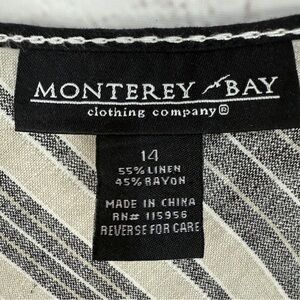 MONTEREY BAY
clothing company®
14
55% LINEN
45% RAYON
MADE IN CHINA
RN# 115956
REVERSE FOR CARE